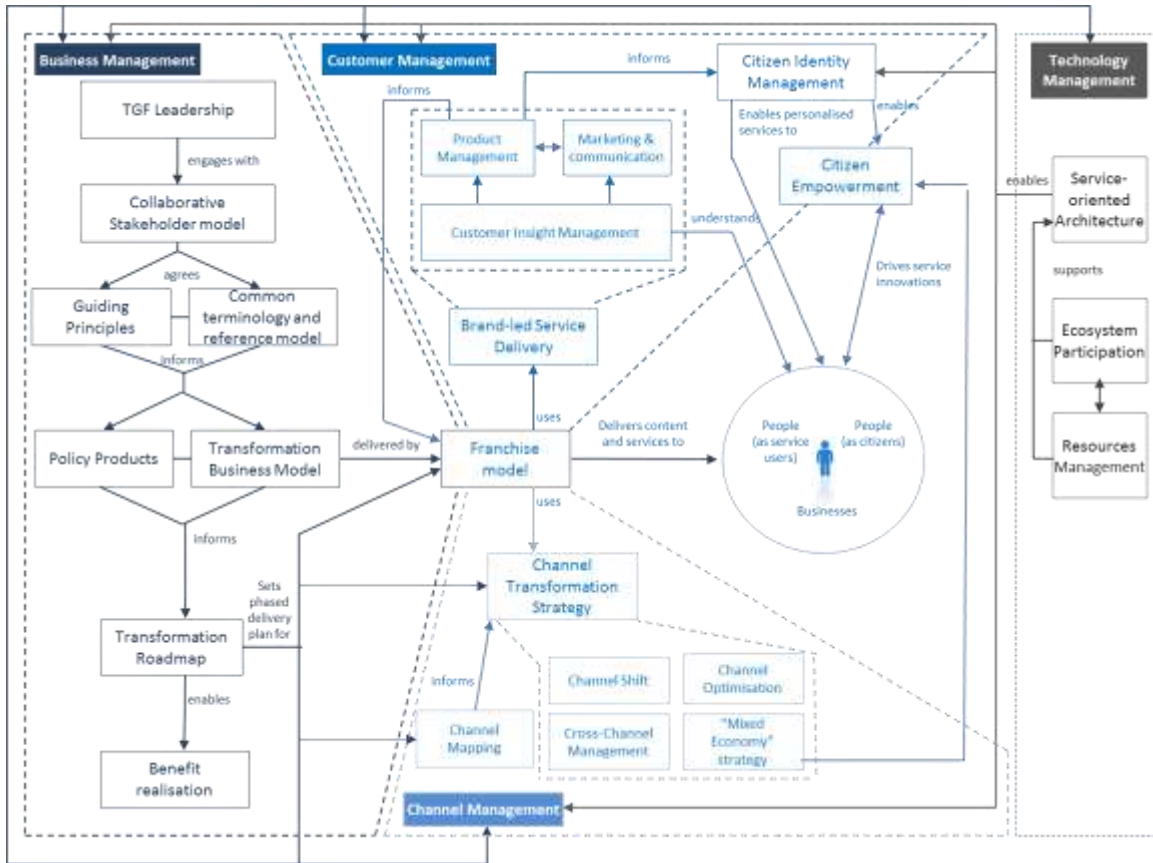 Business Management
Customer Management
Technology
Management
TGF Leadership
engages with
Collaborative
Stakeholder model
agrees
Guiding
Principles
Common
terminology and
reference model
informs
Policy Products
Transformation
Business Model
delivered by
informs
Sets
phased
delivery
plan for
Transformation
Roadmap
enables
Benefit
realisation
informs
informs
Citizen Identity
Management
Product
Management
Marketing &
communication
Customer Insight Management
Enables personalised
services to
enables
Citizen
Empowerment
understands
Drives service
innovations
Brand-led Service
Delivery
uses
Franchise
model
Delivers content
and services to
People
(as service
users)
People
(as citizens)
Businesses
uses
Channel
Transformation
Strategy
informs
Channel
Mapping
Channel Shift
Channel
Optimisation
Cross-Channel
Management
"Mixed
Economy"
strategy
Channel Management
enables
Service-
oriented
Architecture
supports
Ecosystem
Participation
Resources
Management